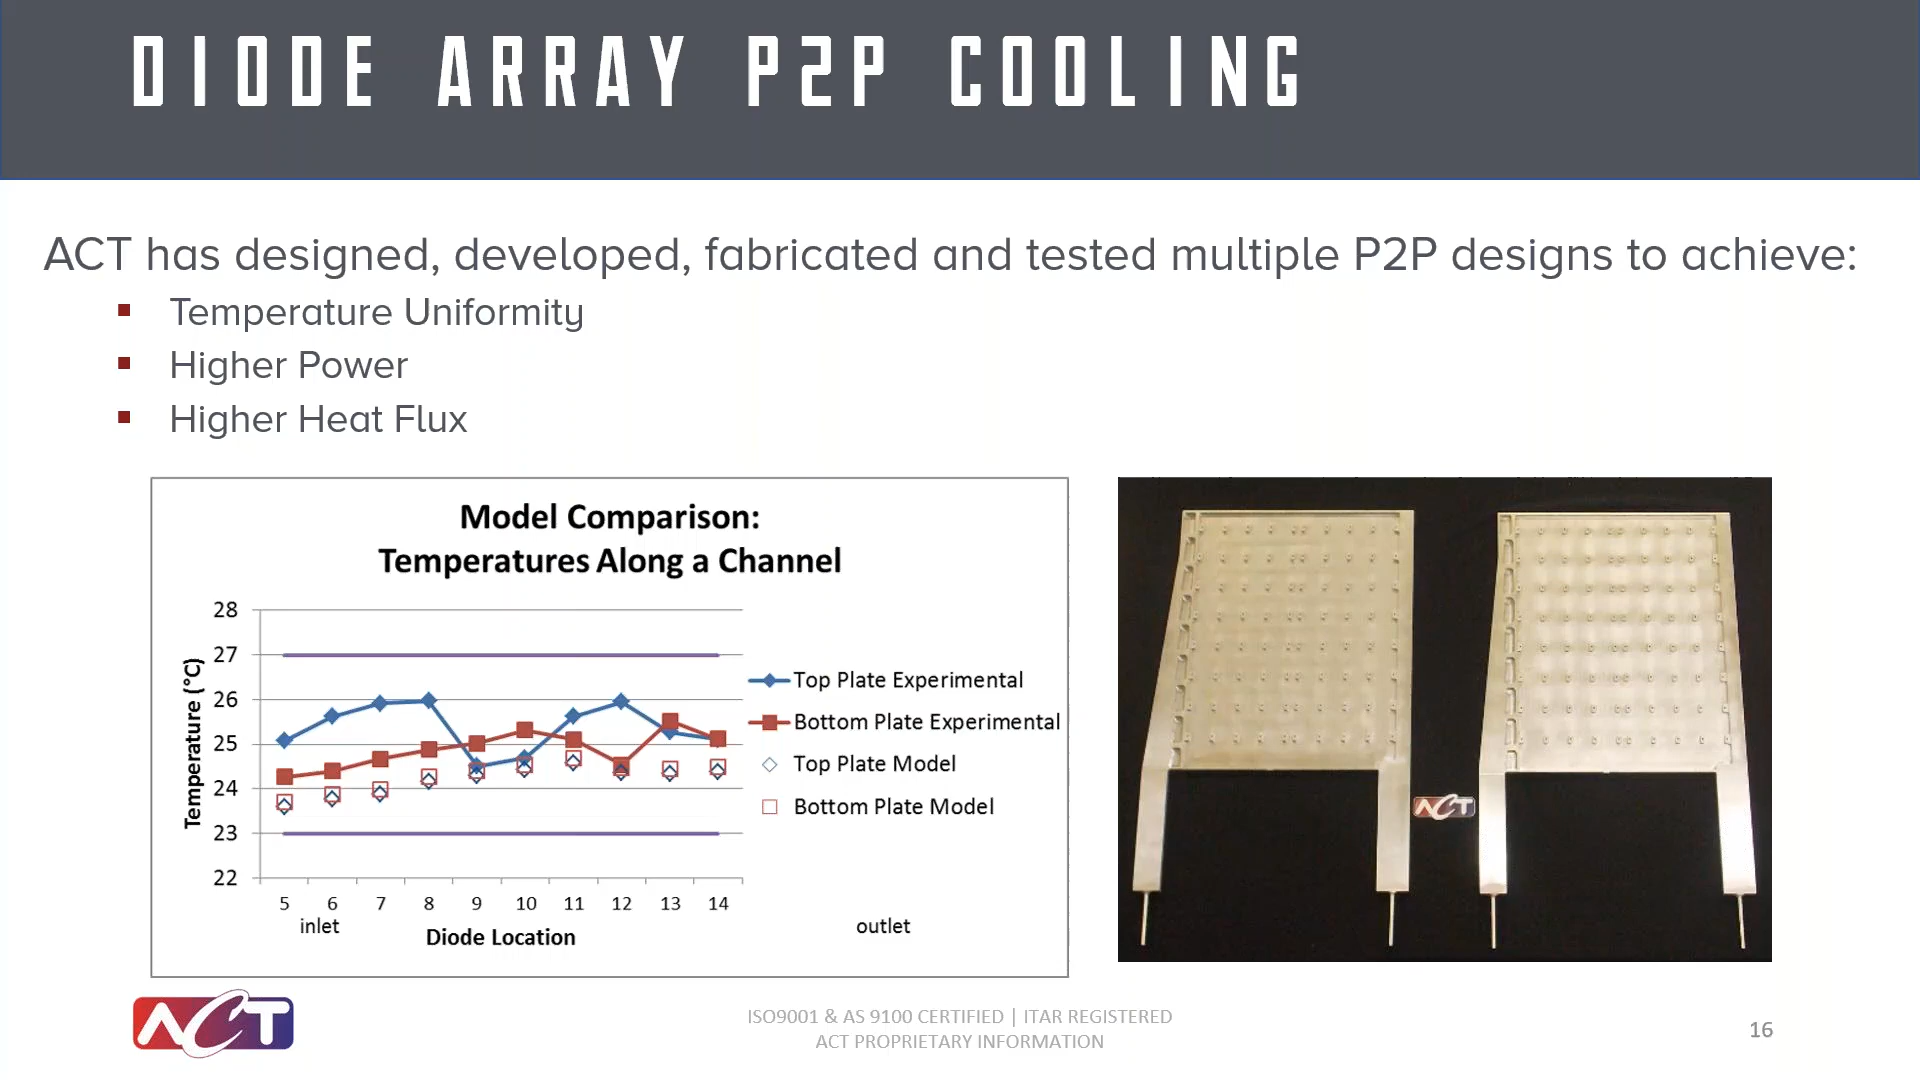 DIODE ARRAY P2P COOLING
ACT has designed, developed, fabricated and tested multiple P2P designs to achieve:
Temperature Uniformity
Higher Power
Higher Heat Flux
Model Comparison:
Temperatures Along a Channel
Temperature (°C)
28
27
26
25
24
23
22
5 6 7 8 9 10 11 12 13 14
inlet
outlet
Diode Location
Top Plate Experimental
Bottom Plate Experimental
Top Plate Model
Bottom Plate Model
ACT
ACT
ISO9001 & AS 9100 CERTIFIED | ITAR REGISTERED
ACT PROPRIETARY INFORMATION
16